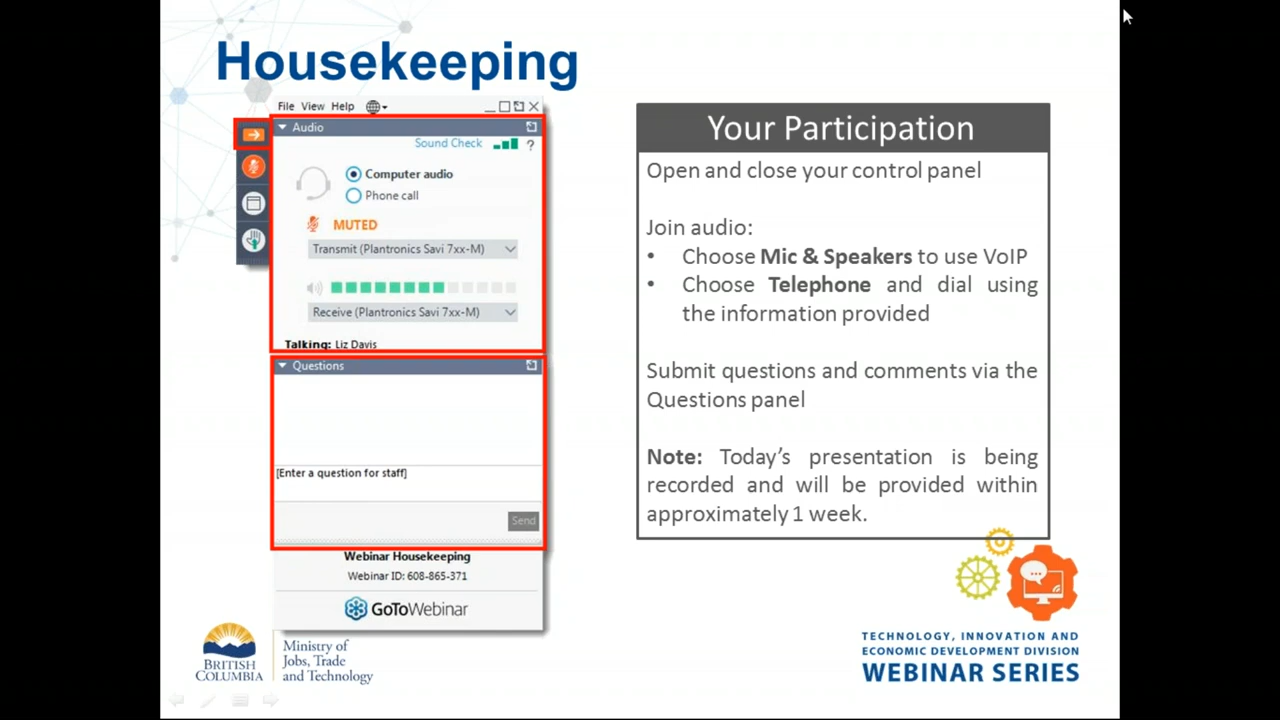 Housekeeping
File View Help
Audio
Sound Check
?
Computer audio
Phone call
MUTED
Transmit (Plantronics Savi 7xx-M)
Receive (Plantronics Savi 7xx-M)
Talking: Liz Davis
Questions
[Enter a question for staff]
Send
Webinar Housekeeping
Webinar ID: 608-865-371
GoToWebinar
Your Participation
Open and close your control panel
Join audio:
• Choose Mic & Speakers to use VoIP
• Choose Telephone and dial using
the information provided
Submit questions and comments via the
Questions panel
Note: Today's presentation is being
recorded and will be provided within
approximately 1 week.
BRITISH
COLUMBIA
Ministry of
Jobs, Trade
and Technology
TECHNOLOGY, INNOVATION AND
ECONOMIC DEVELOPMENT DIVISION
WEBINAR SERIES